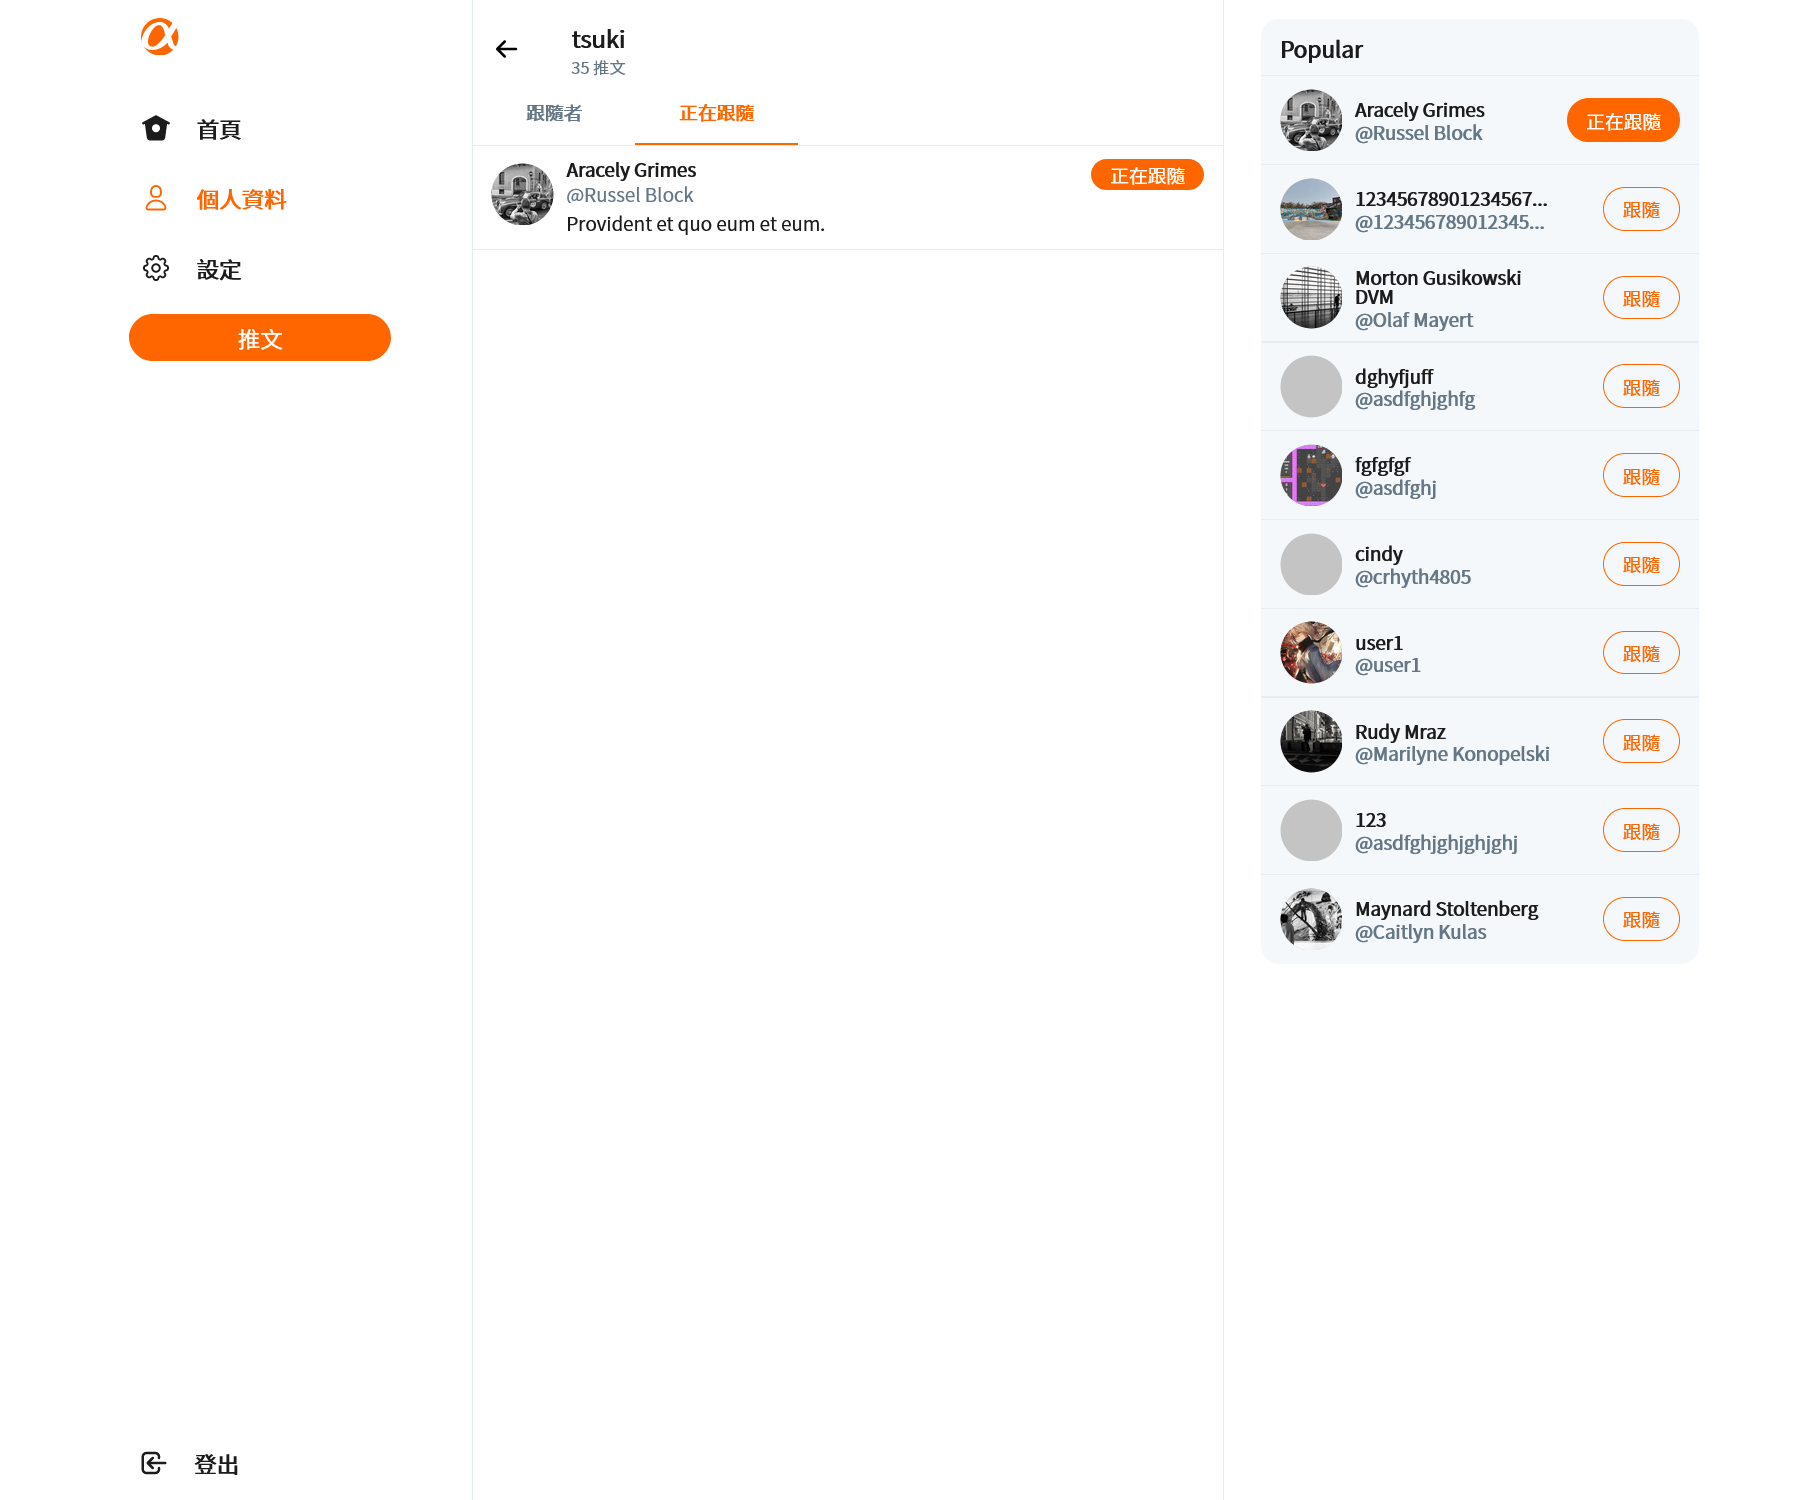 首頁
個人資料
設定
推文
登出
tsuki
35 推文
跟隨者
正在跟隨
Aracely Grimes
@Russel Block
Provident et quo eum et eum.
正在跟隨
Popular
Aracely Grimes
@Russel Block
正在跟隨
12345678901234567...
@123456789012345...
跟隨
Morton Gusikowski
DVM
@Olaf Mayert
跟隨
dghyfjuff
@asdfghjghfg
跟隨
fgfgfgf
@asdfghj
跟隨
cindy
@crhyth4805
跟隨
user1
@user1
跟隨
Rudy Mraz
@Marilyne Konopelski
跟隨
123
@asdfghjghjghjghj
跟隨
Maynard Stoltenberg
@Caitlyn Kulas
跟隨